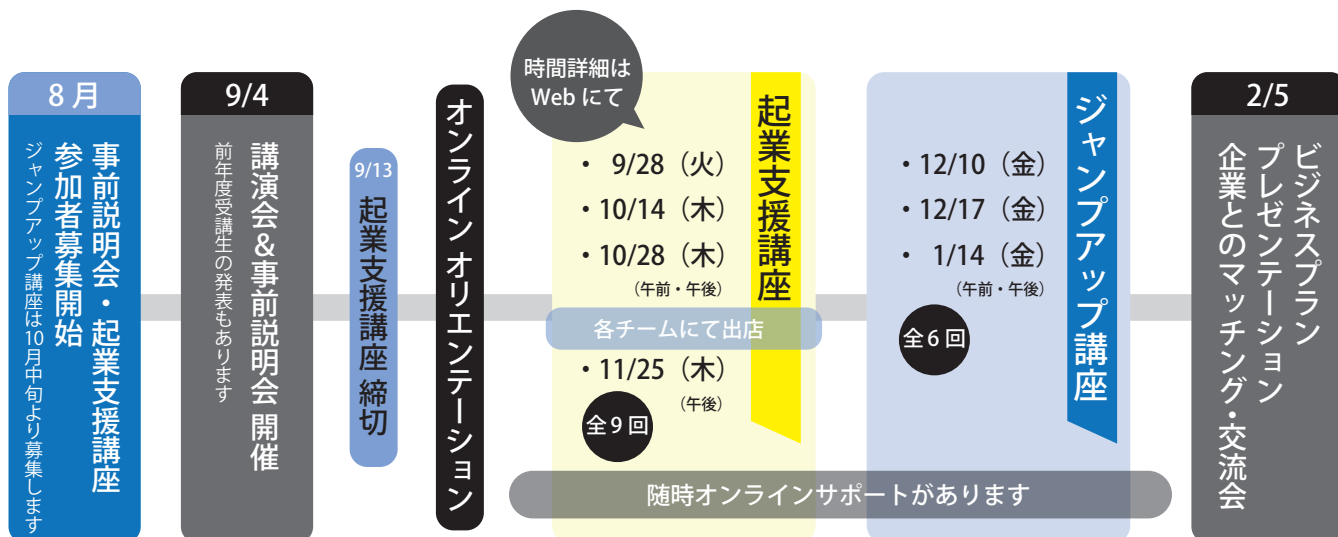 8月
事前説明会・起業支援講座
参加者募集開始
ジャンプアップ講座は10月中旬より募集します
9/4
講演会&事前説明会 開催
前年度受講生の発表もあります
9/13
起業支援講座 締切
オンライン オリエンテーション
時間詳細は
Web にて
起業支援講座
・ 9/28（火）
・10/14（木）
・10/28（木）
（午前・午後）
各チームにて出店
・11/25（木）
（午後）
全9回
ジャンプアップ講座
・12/10（金）
・12/17（金）
・ 1/14（金）
（午前・午後）
全6回
随時オンラインサポートがあります
2/5
ビジネスプラン
プレゼンテーション
企業とのマッチング・交流会